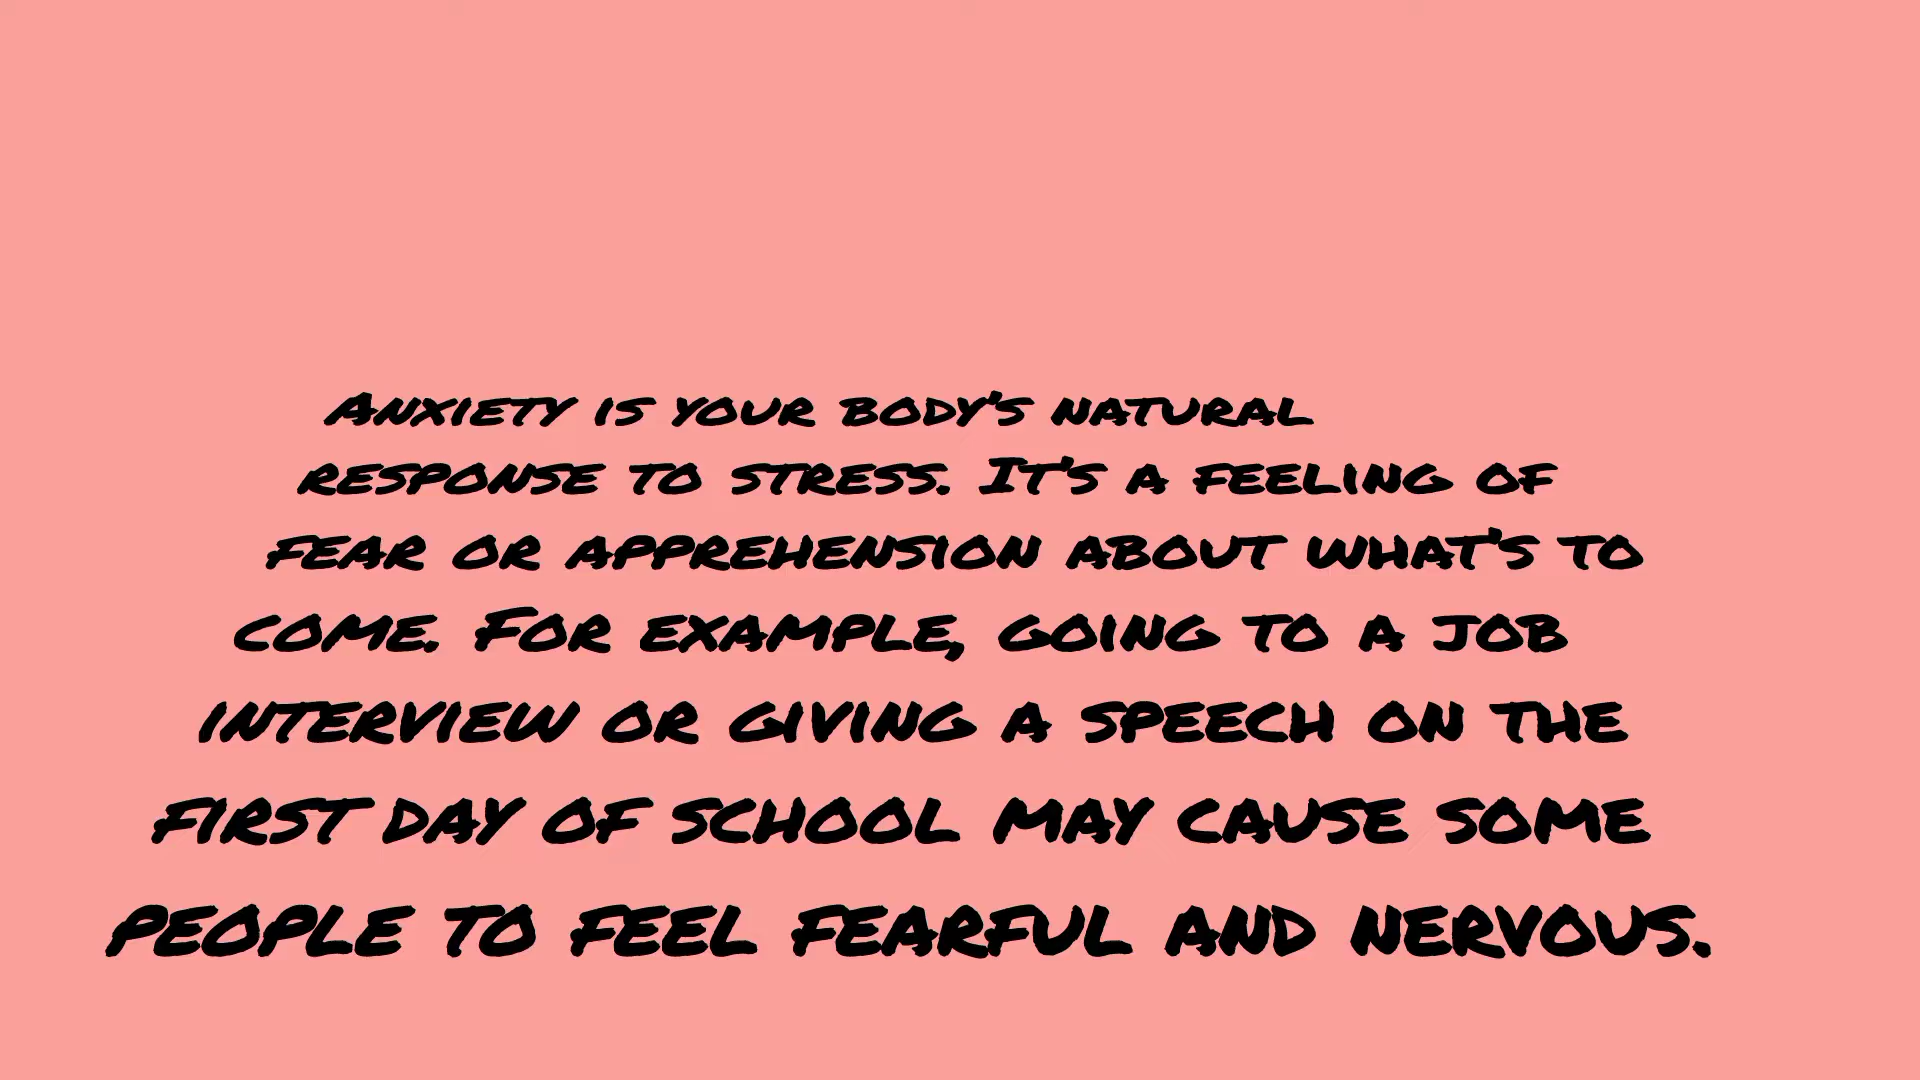 Anxiety is your body's natural
response to stress. It's a feeling of
fear or apprehension about what's to
come. For example, going to a job
interview or giving a speech on the
first day of school may cause some
people to feel fearful and nervous.